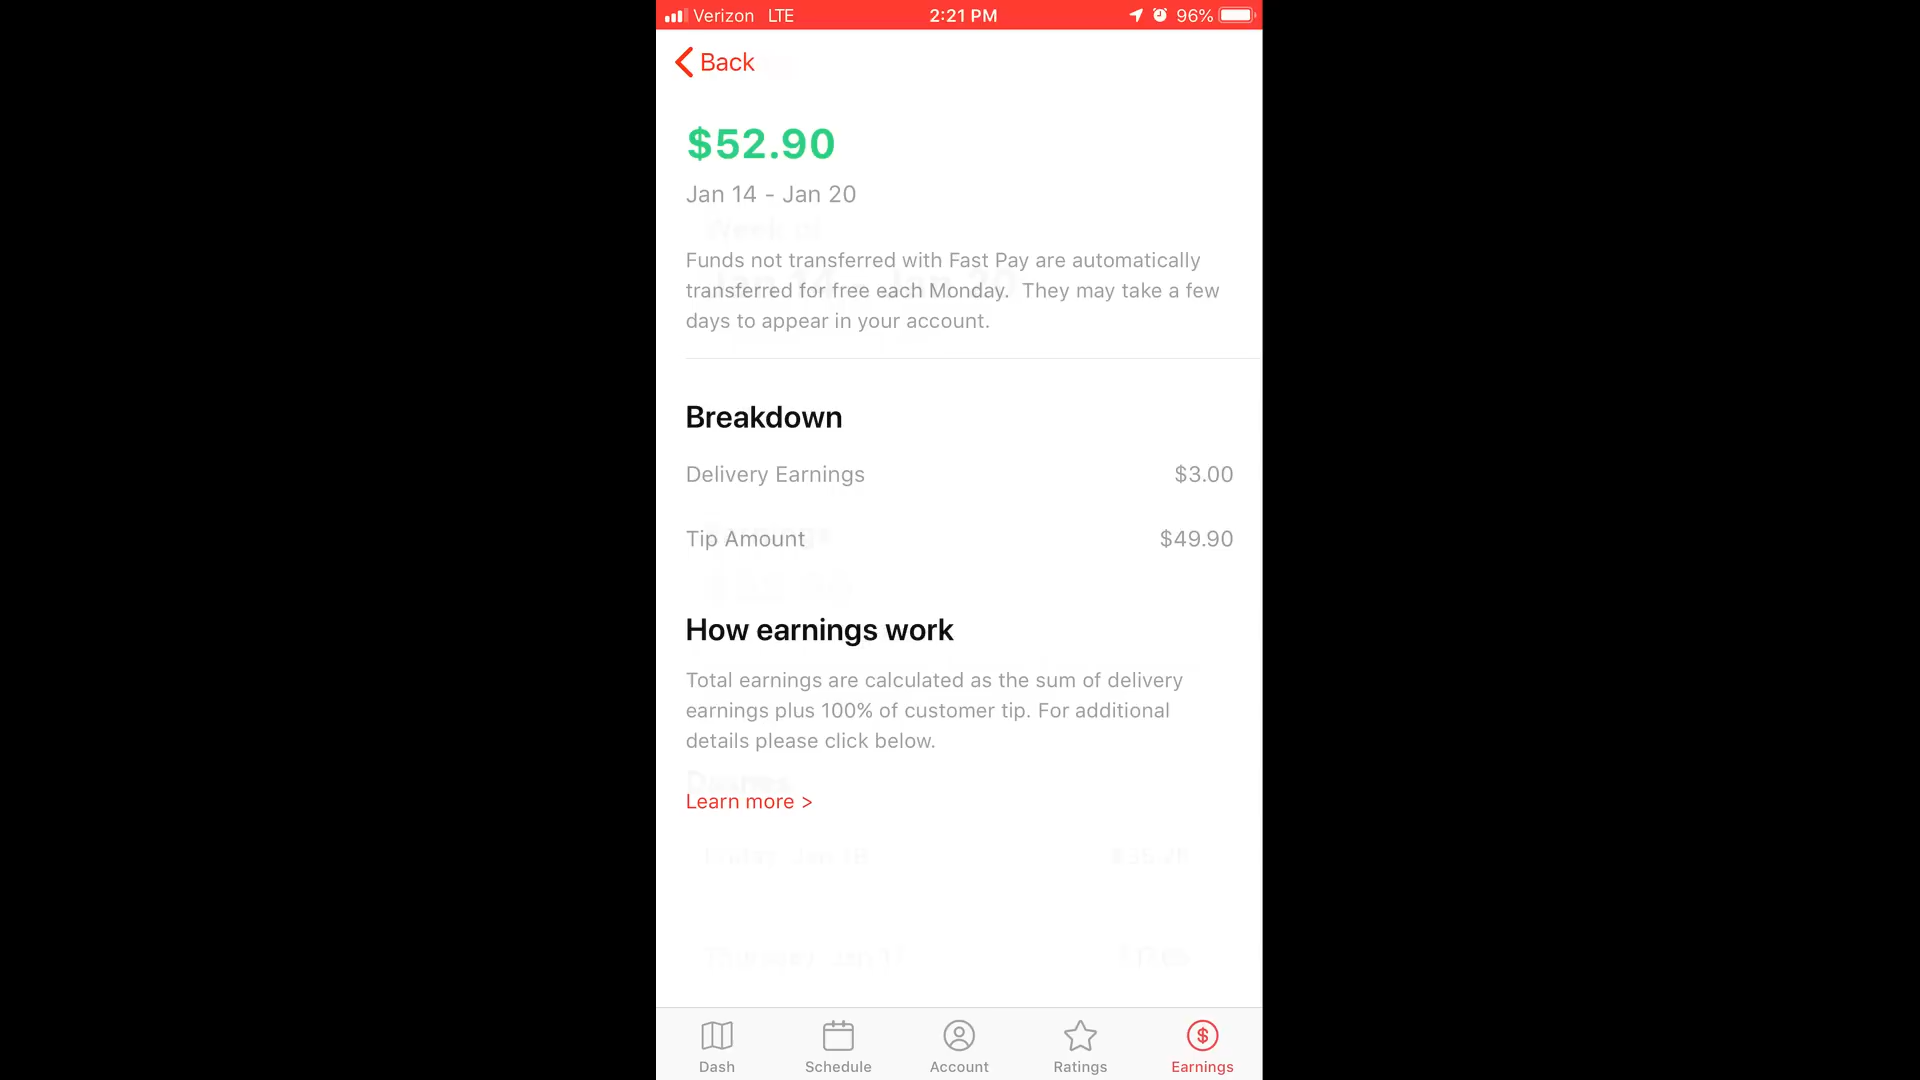 Verizon LTE 2:21 PM 96%
Back
$52.90
Jan 14 - Jan 20
Funds not transferred with Fast Pay are automatically
transferred for free each Monday. They may take a few
days to appear in your account.
Breakdown
Delivery Earnings $3.00
Tip Amount $49.90
How earnings work
Total earnings are calculated as the sum of delivery
earnings plus 100% of customer tip. For additional
details please click below.
Learn more >
Dash Schedule Account Ratings Earnings